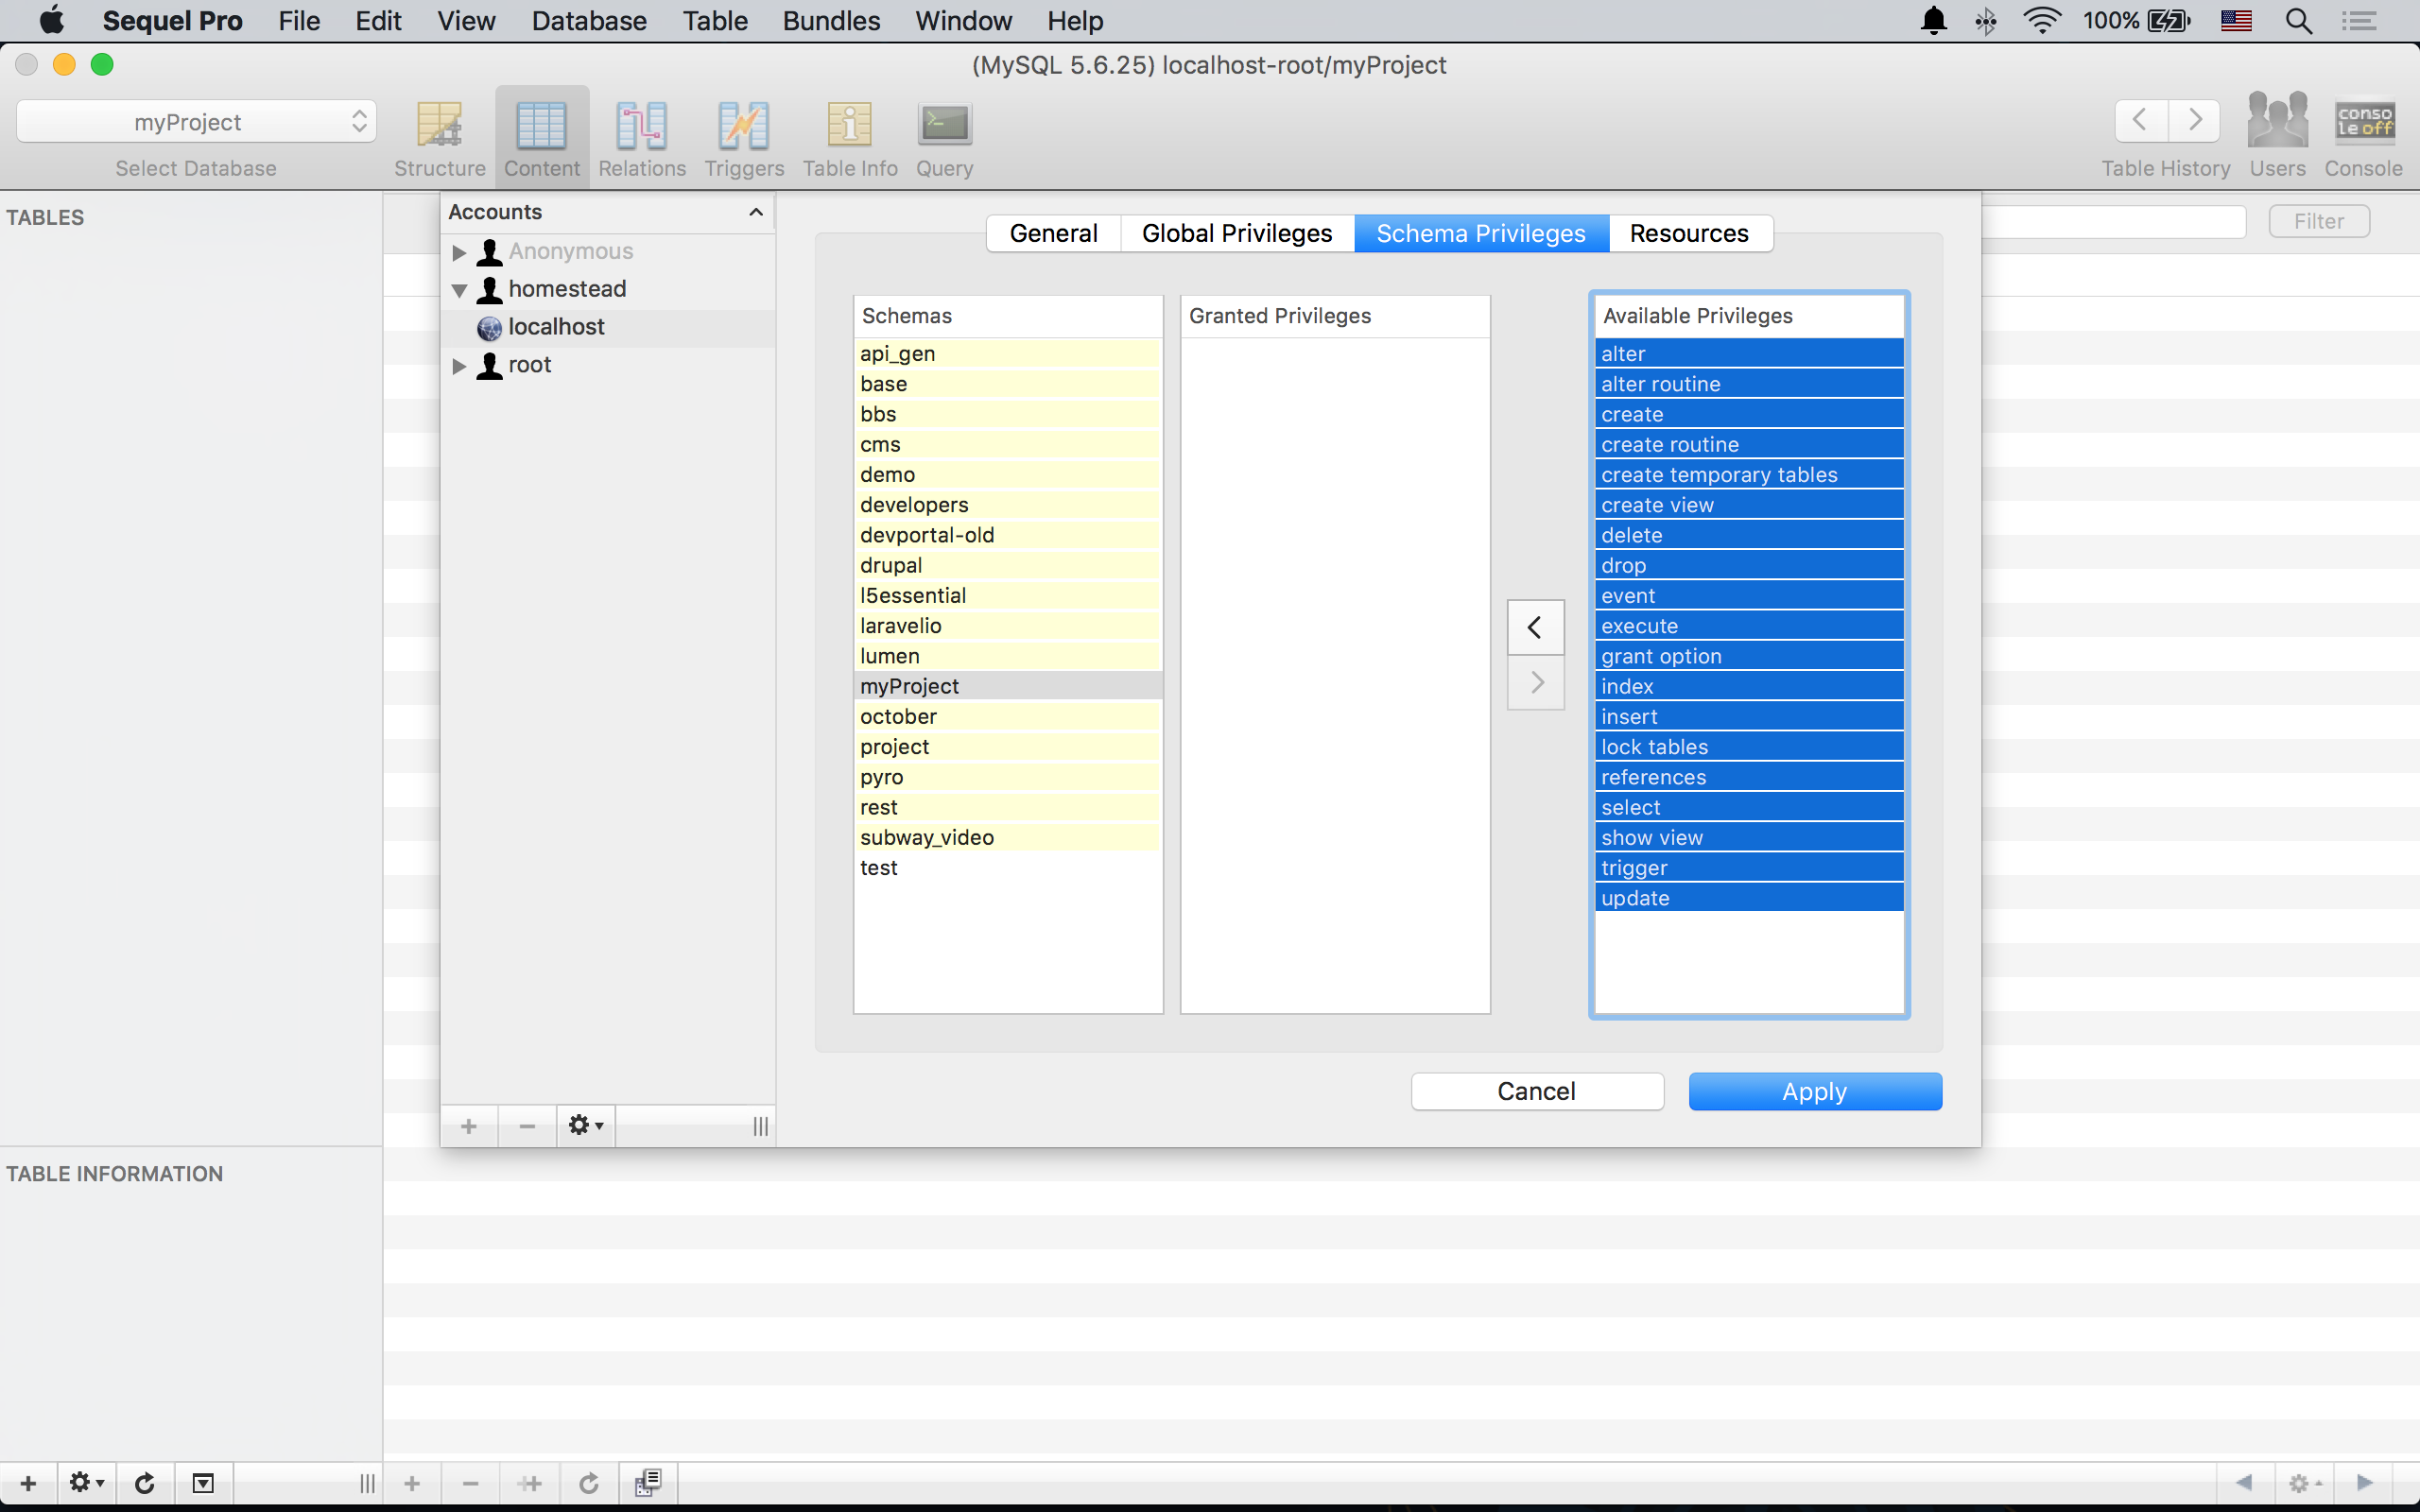 Sequel Pro File Edit View Database Table Bundles Window Help 100%
(MySQL 5.6.25) localhost-root/myProject
myProject
conso
le off
Select Database Structure Content Relations Triggers Table Info Query Table History Users Console
TABLES
Accounts
Anonymous
homestead
localhost
root
General Global Privileges Schema Privileges Resources
Filter
Schemas
api_gen
base
bbs
cms
demo
developers
devportal-old
drupal
l5essential
laravelio
lumen
myProject
october
project
pyro
rest
subway_video
test
Granted Privileges
Available Privileges
alter
alter routine
create
create routine
create temporary tables
create view
delete
drop
event
execute
grant option
index
insert
lock tables
references
select
show view
trigger
update
Cancel Apply
TABLE INFORMATION